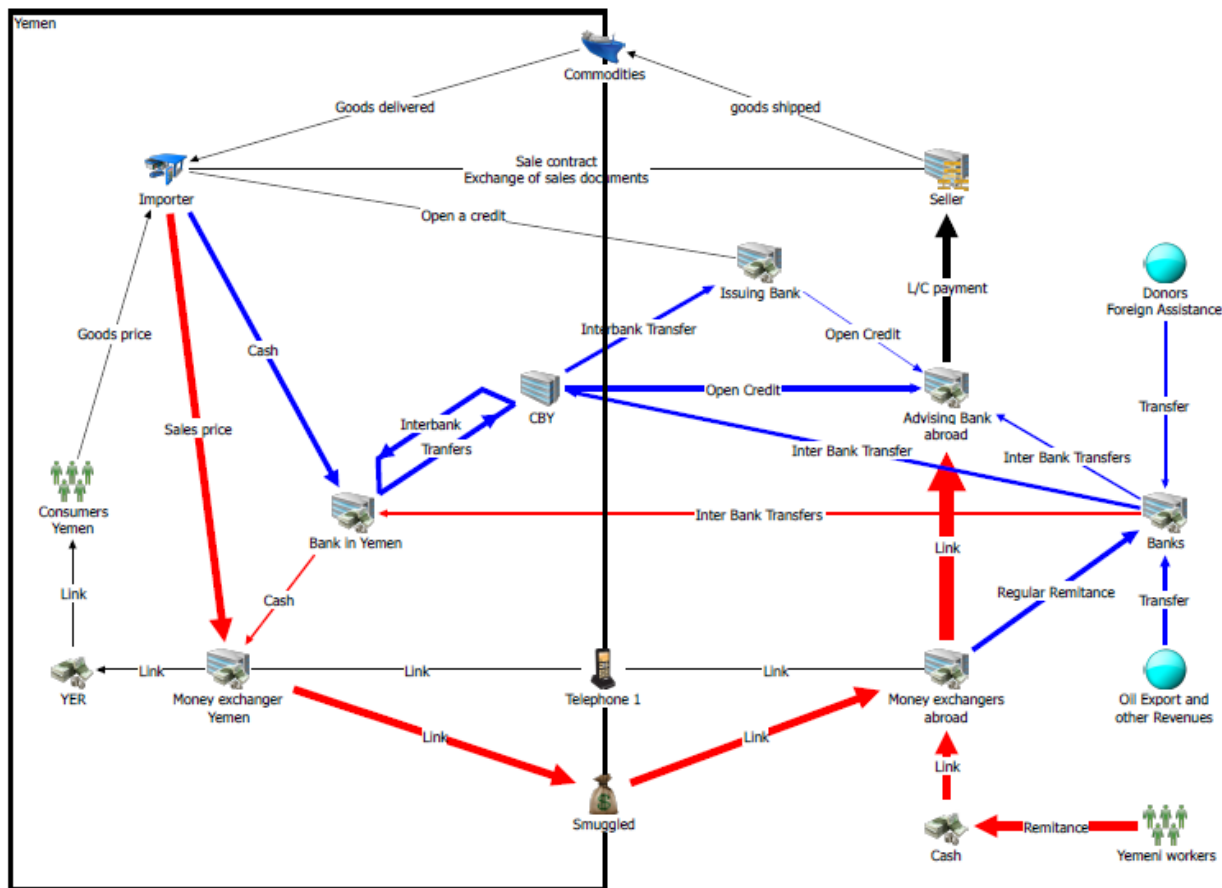 Yemen
Commodities
Goods delivered
goods shipped
Sale contract
Exchange of sales documents
Importer
Seller
Open a credit
Issuing Bank
L/C payment
Donors
Foreign Assistance
Goods price
Interbank Transfer
Open Credit
Cash
Open Credit
CBY
Advising Bank
abroad
Interbank
Tranfers
Transfer
Sales price
Inter Bank Transfer
Inter Bank Transfers
Consumers
Yemen
Bank in Yemen
Inter Bank Transfers
Banks
Link
Link
Regular Remitance
Cash
Transfer
Link
Link
Link
YER
Money exchanger
Yemen
Telephone 1
Money exchangers
abroad
Oil Export and
other Revenues
Link
Link
Link
Smuggled
Remitance
Cash
Yemeni workers